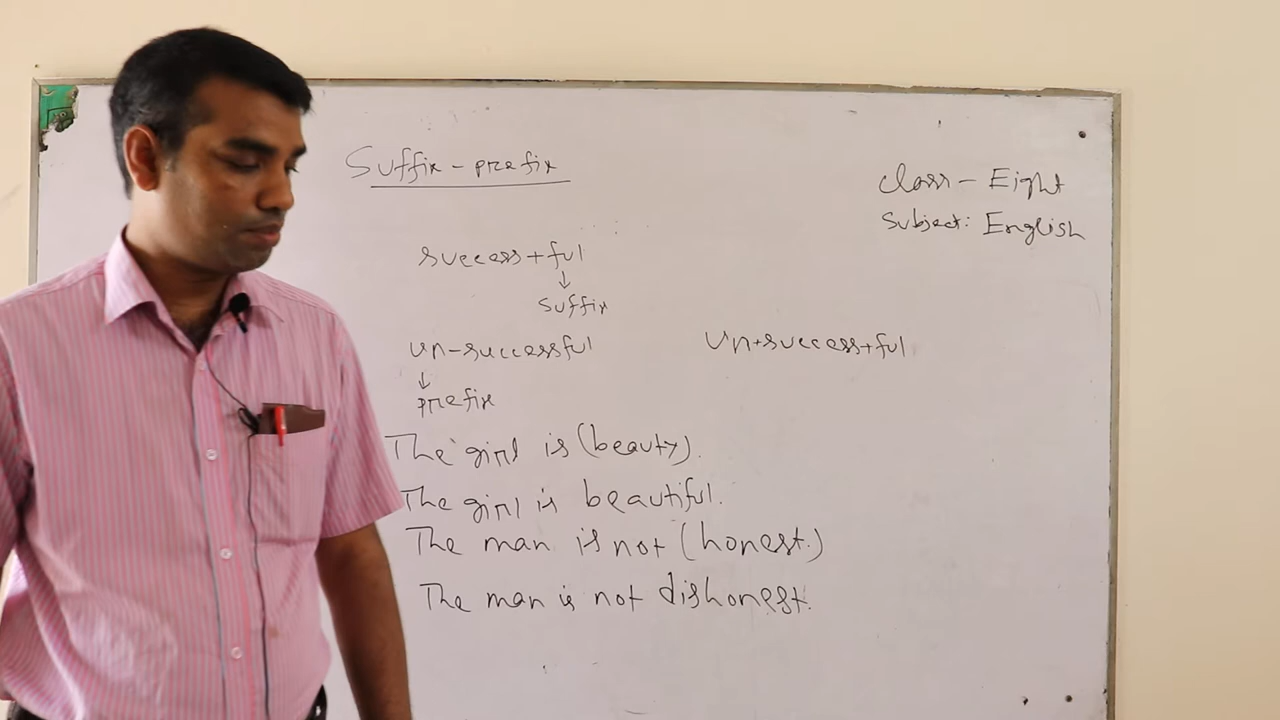 Suffix - prefix
Class - Eight
Subject: English
success + ful
↓
suffix
un-successful
un+success+ful
↓
prefix
The girl is (beauty).
The girl is beautiful.
The man is not (honest.)
The man is not dishonest.